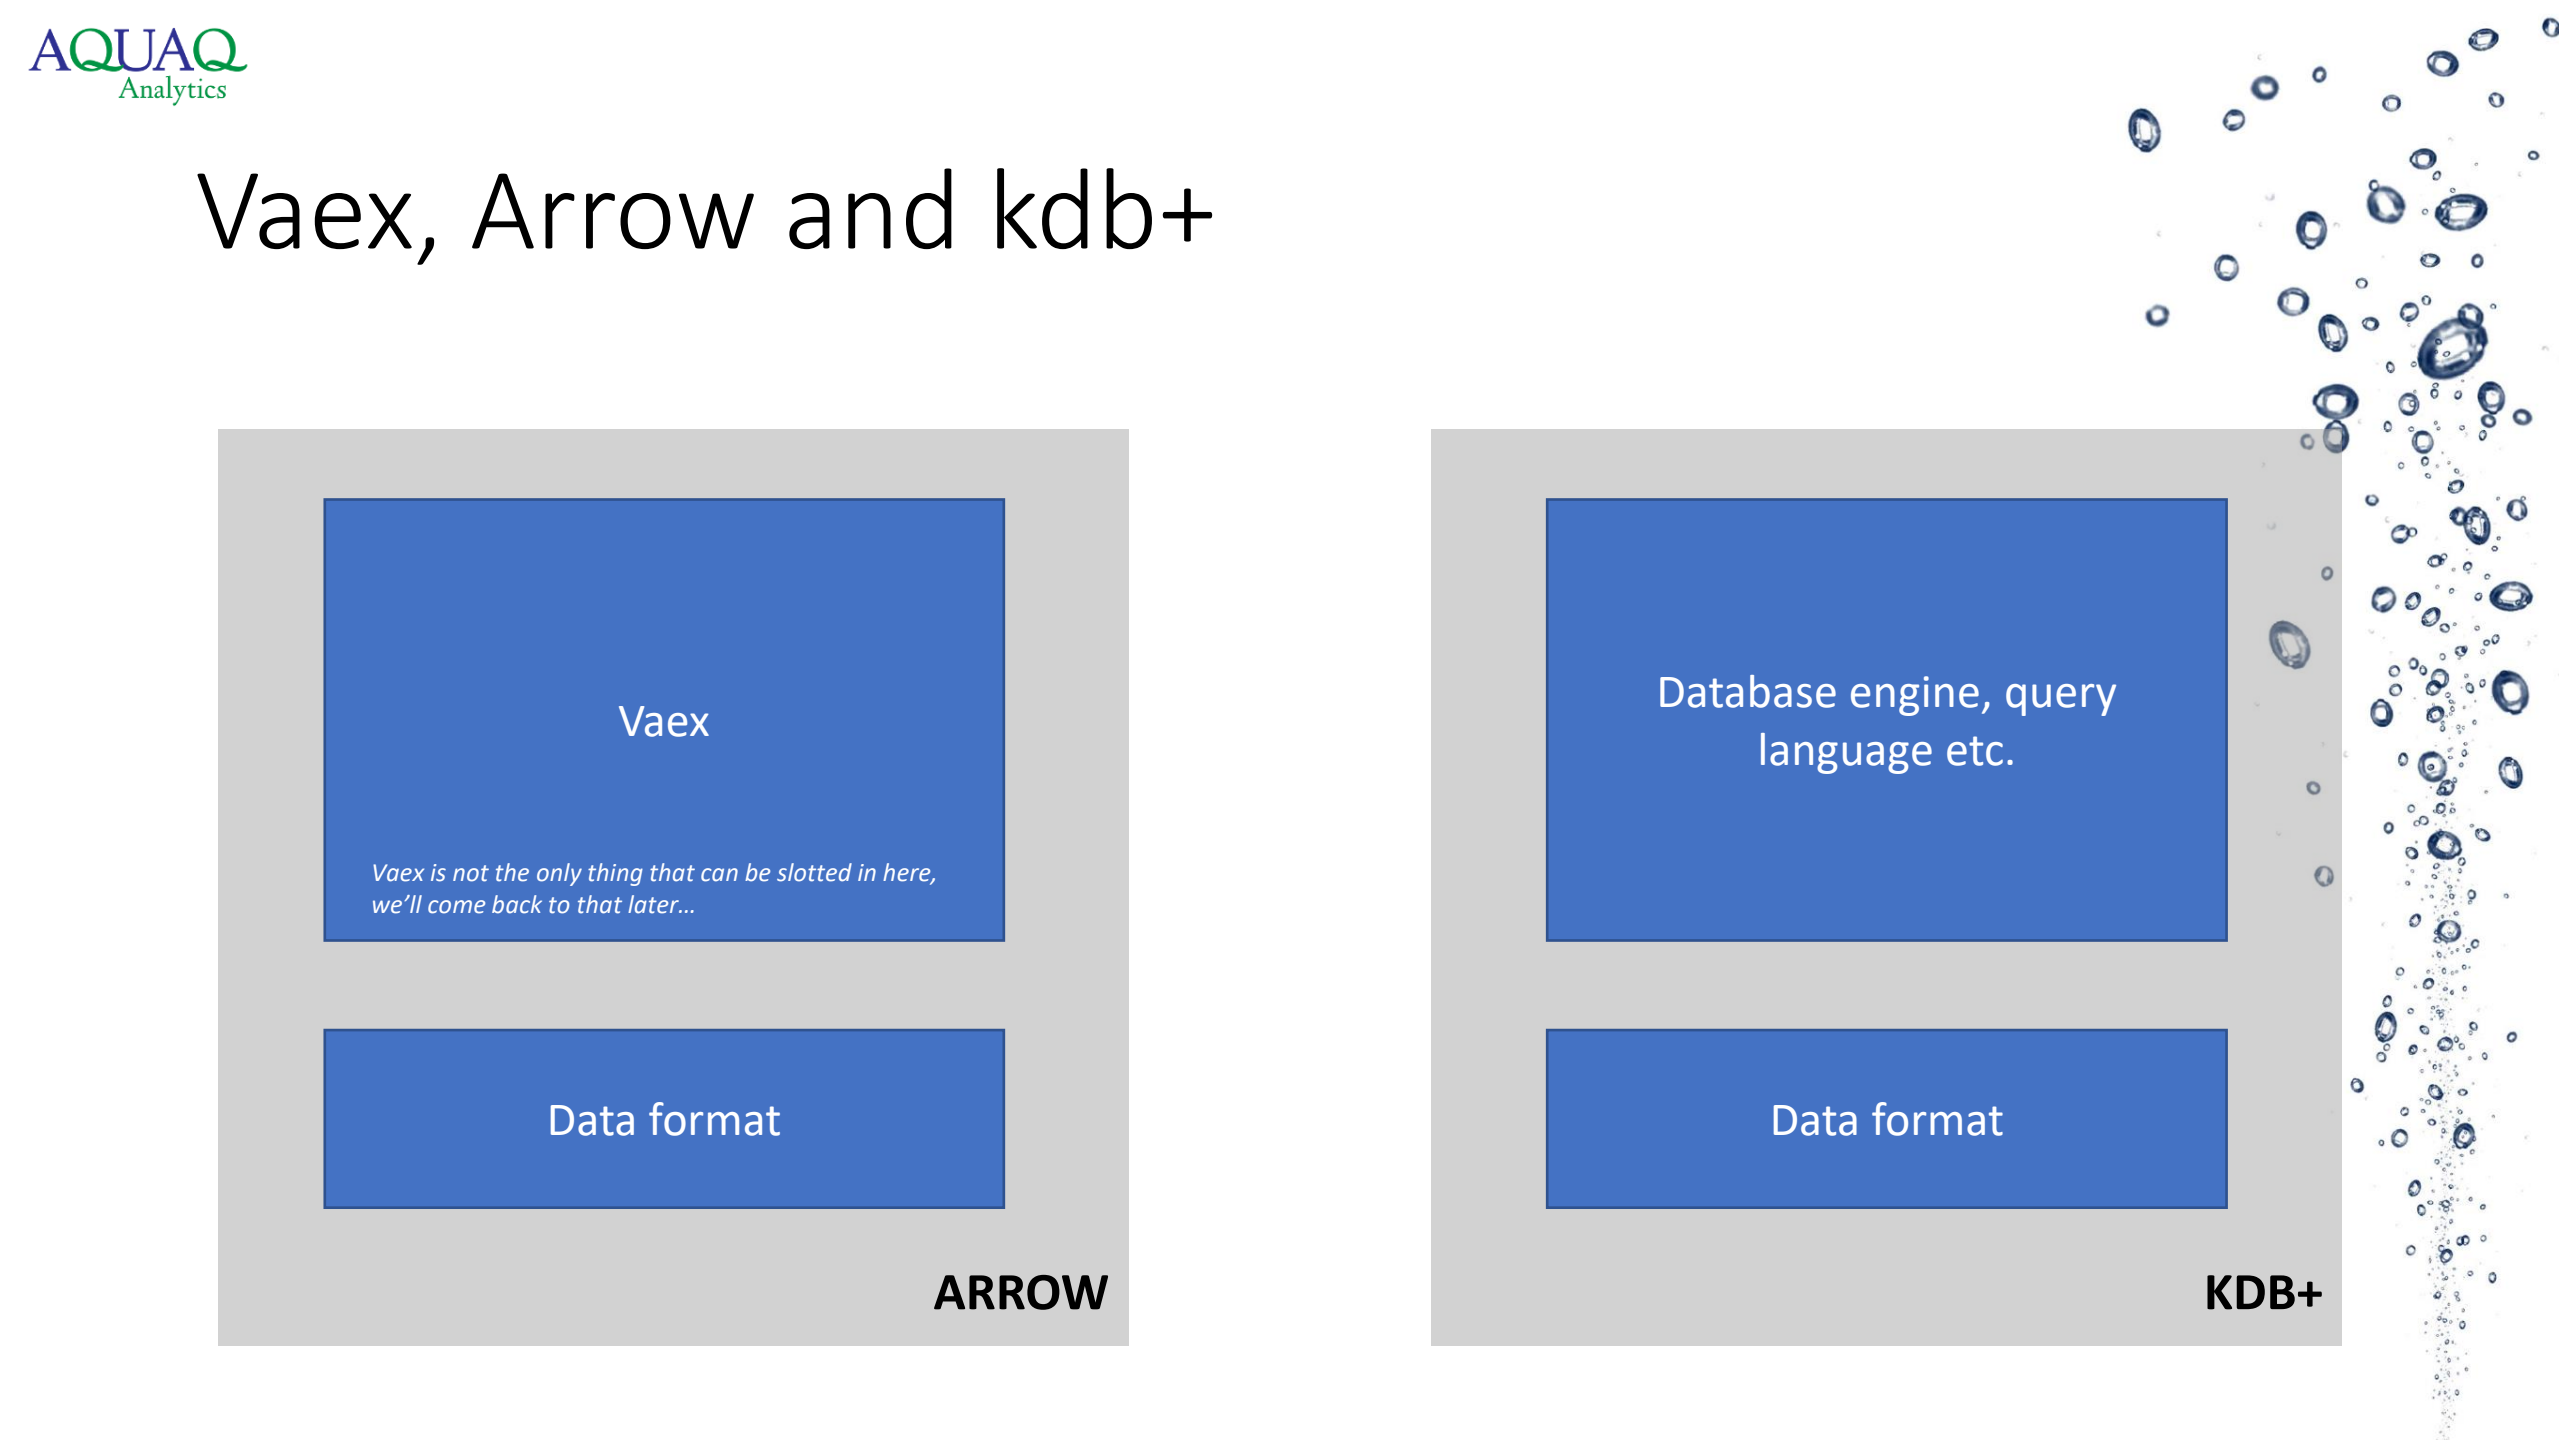 AQUAQ
Analytics
Vaex, Arrow and kdb+
Vaex
Vaex is not the only thing that can be slotted in here,
we’ll come back to that later…
Data format
ARROW
Database engine, query
language etc.
Data format
KDB+